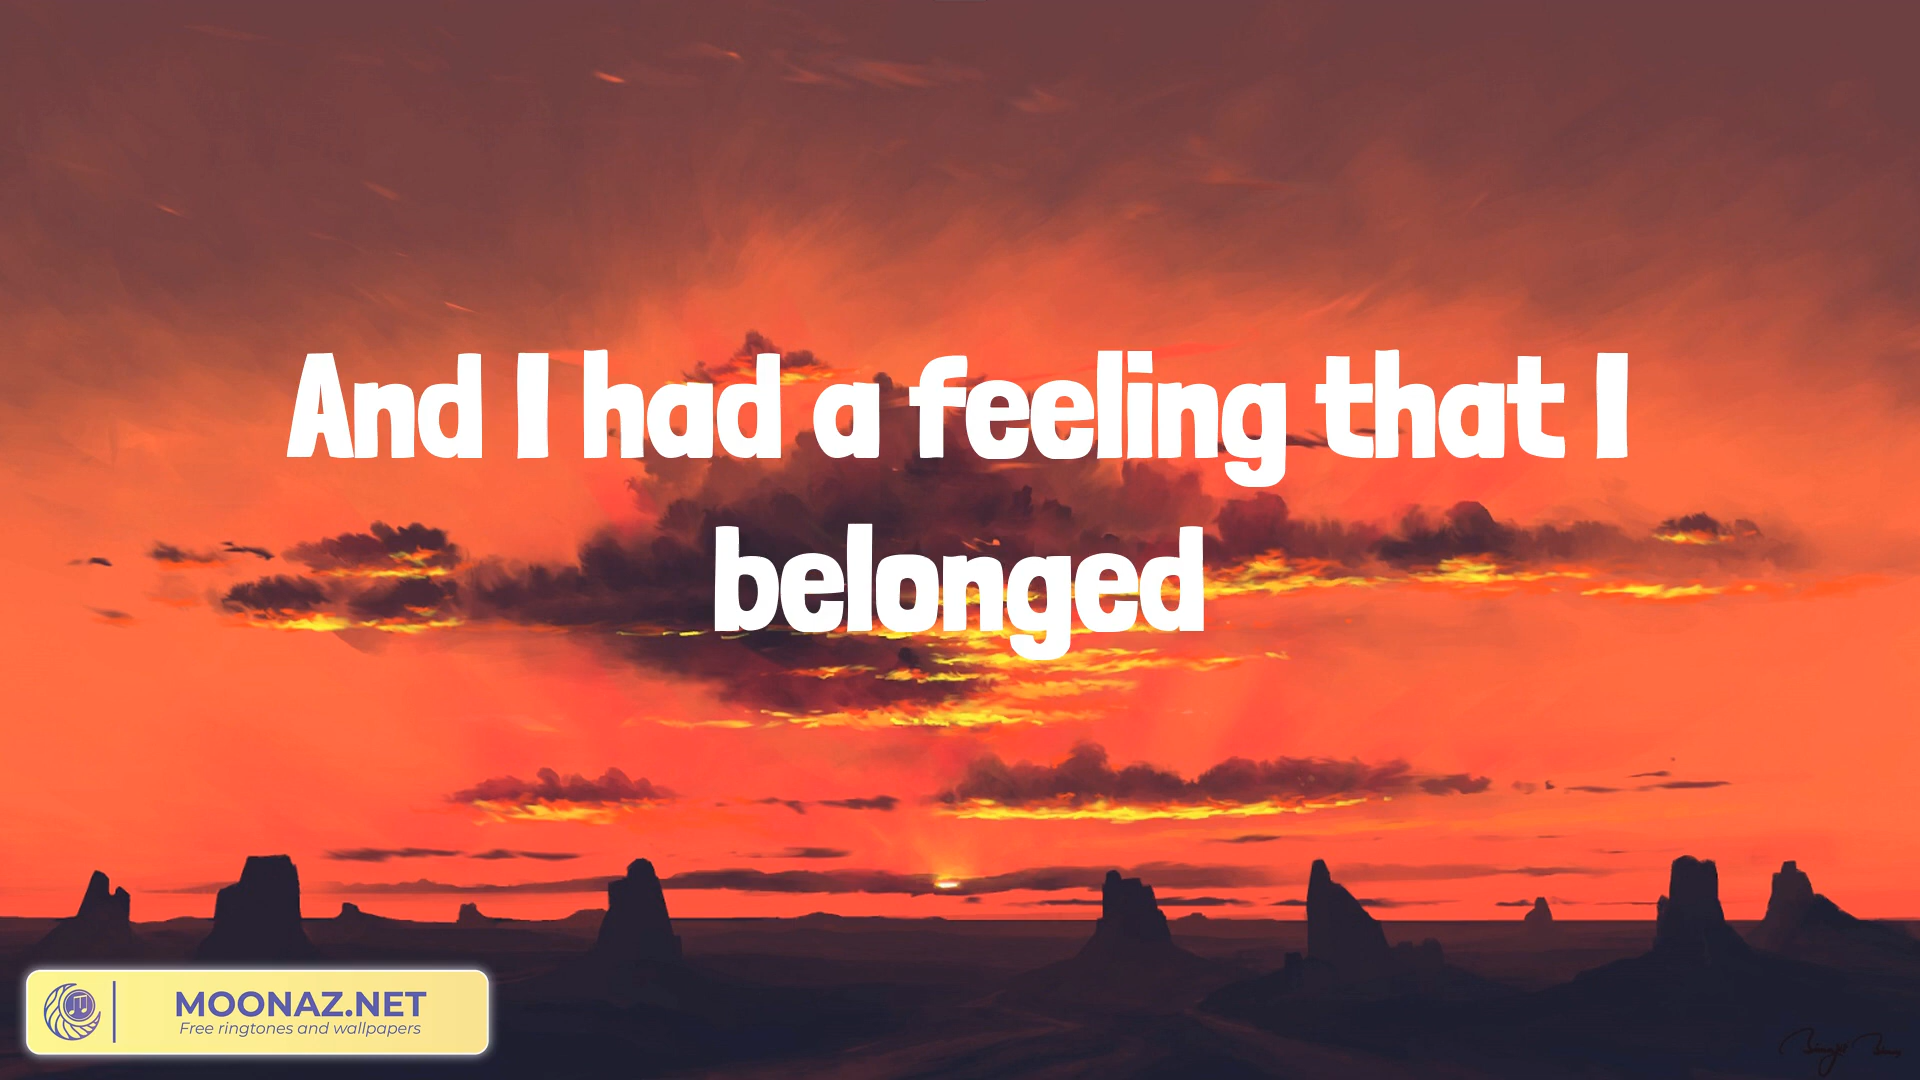 And I had a feeling that I
belonged
MOONAZ.NET
Free ringtones and wallpapers